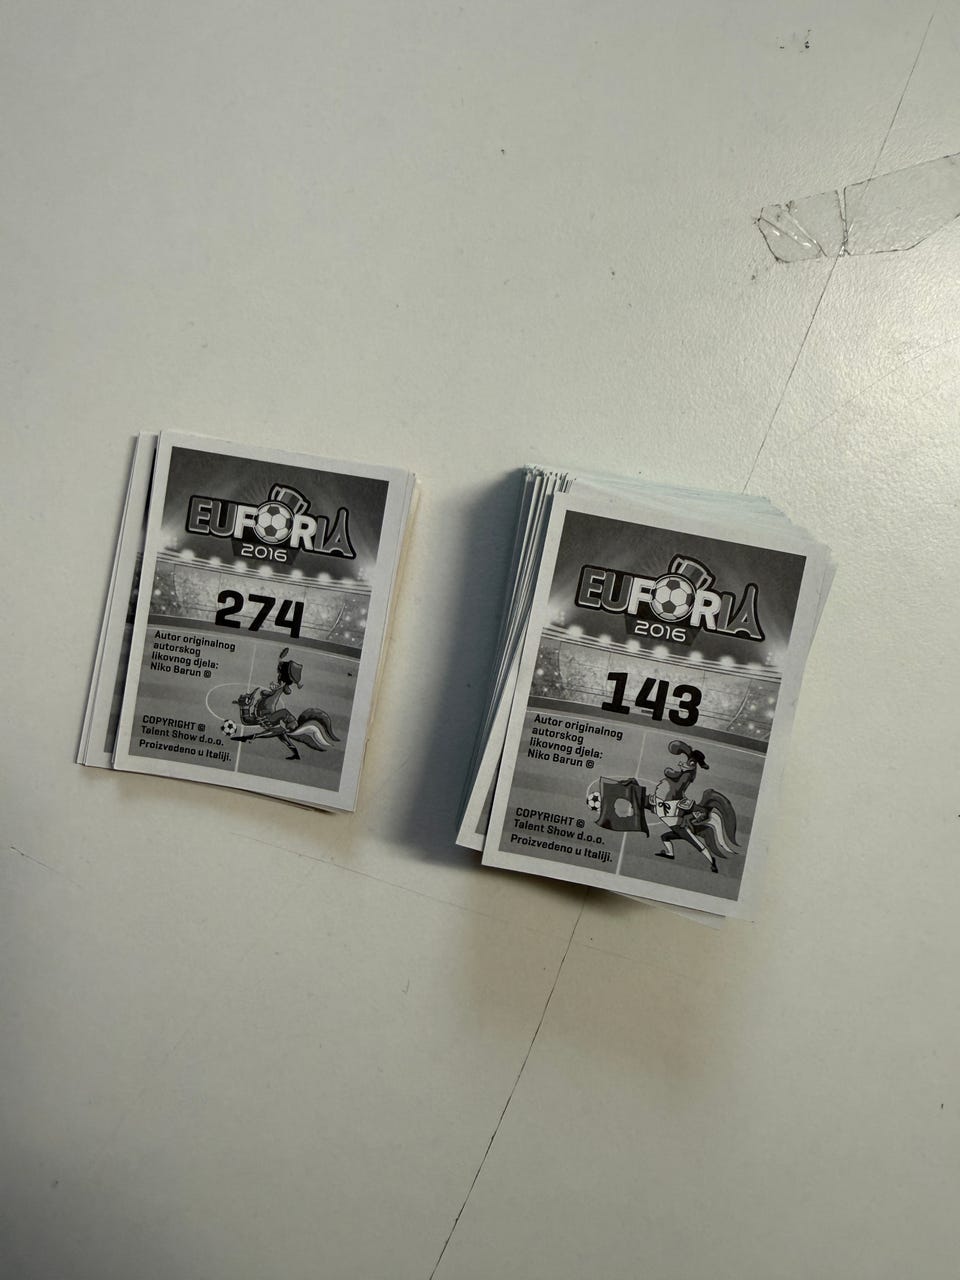 EUFORIA
2016
274
Autor originalnog
autorskog
likovnog djela:
Niko Barun ©
COPYRIGHT ©
Talent Show d.o.o.
Proizvedeno u Italiji.
EUFORIA
2016
143
Autor originalnog
autorskog
likovnog djela:
Niko Barun ©
COPYRIGHT ©
Talent Show d.o.o.
Proizvedeno u Italiji.